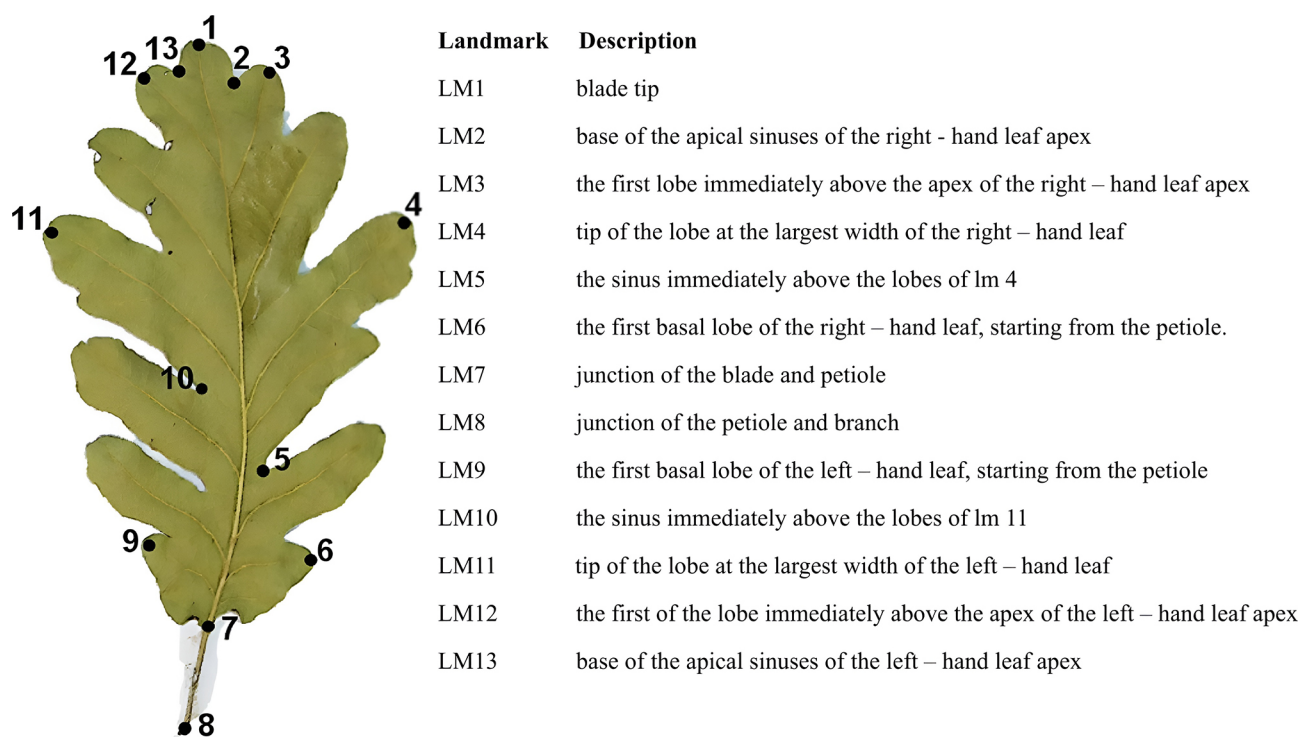 1
13
2
3
12
4
11
10
5
9
6
7
8
Landmark Description
LM1 blade tip
LM2 base of the apical sinuses of the right - hand leaf apex
LM3 the first lobe immediately above the apex of the right – hand leaf apex
LM4 tip of the lobe at the largest width of the right – hand leaf
LM5 the sinus immediately above the lobes of lm 4
LM6 the first basal lobe of the right – hand leaf, starting from the petiole.
LM7 junction of the blade and petiole
LM8 junction of the petiole and branch
LM9 the first basal lobe of the left – hand leaf, starting from the petiole
LM10 the sinus immediately above the lobes of lm 11
LM11 tip of the lobe at the largest width of the left – hand leaf
LM12 the first of the lobe immediately above the apex of the left – hand leaf apex
LM13 base of the apical sinuses of the left – hand leaf apex